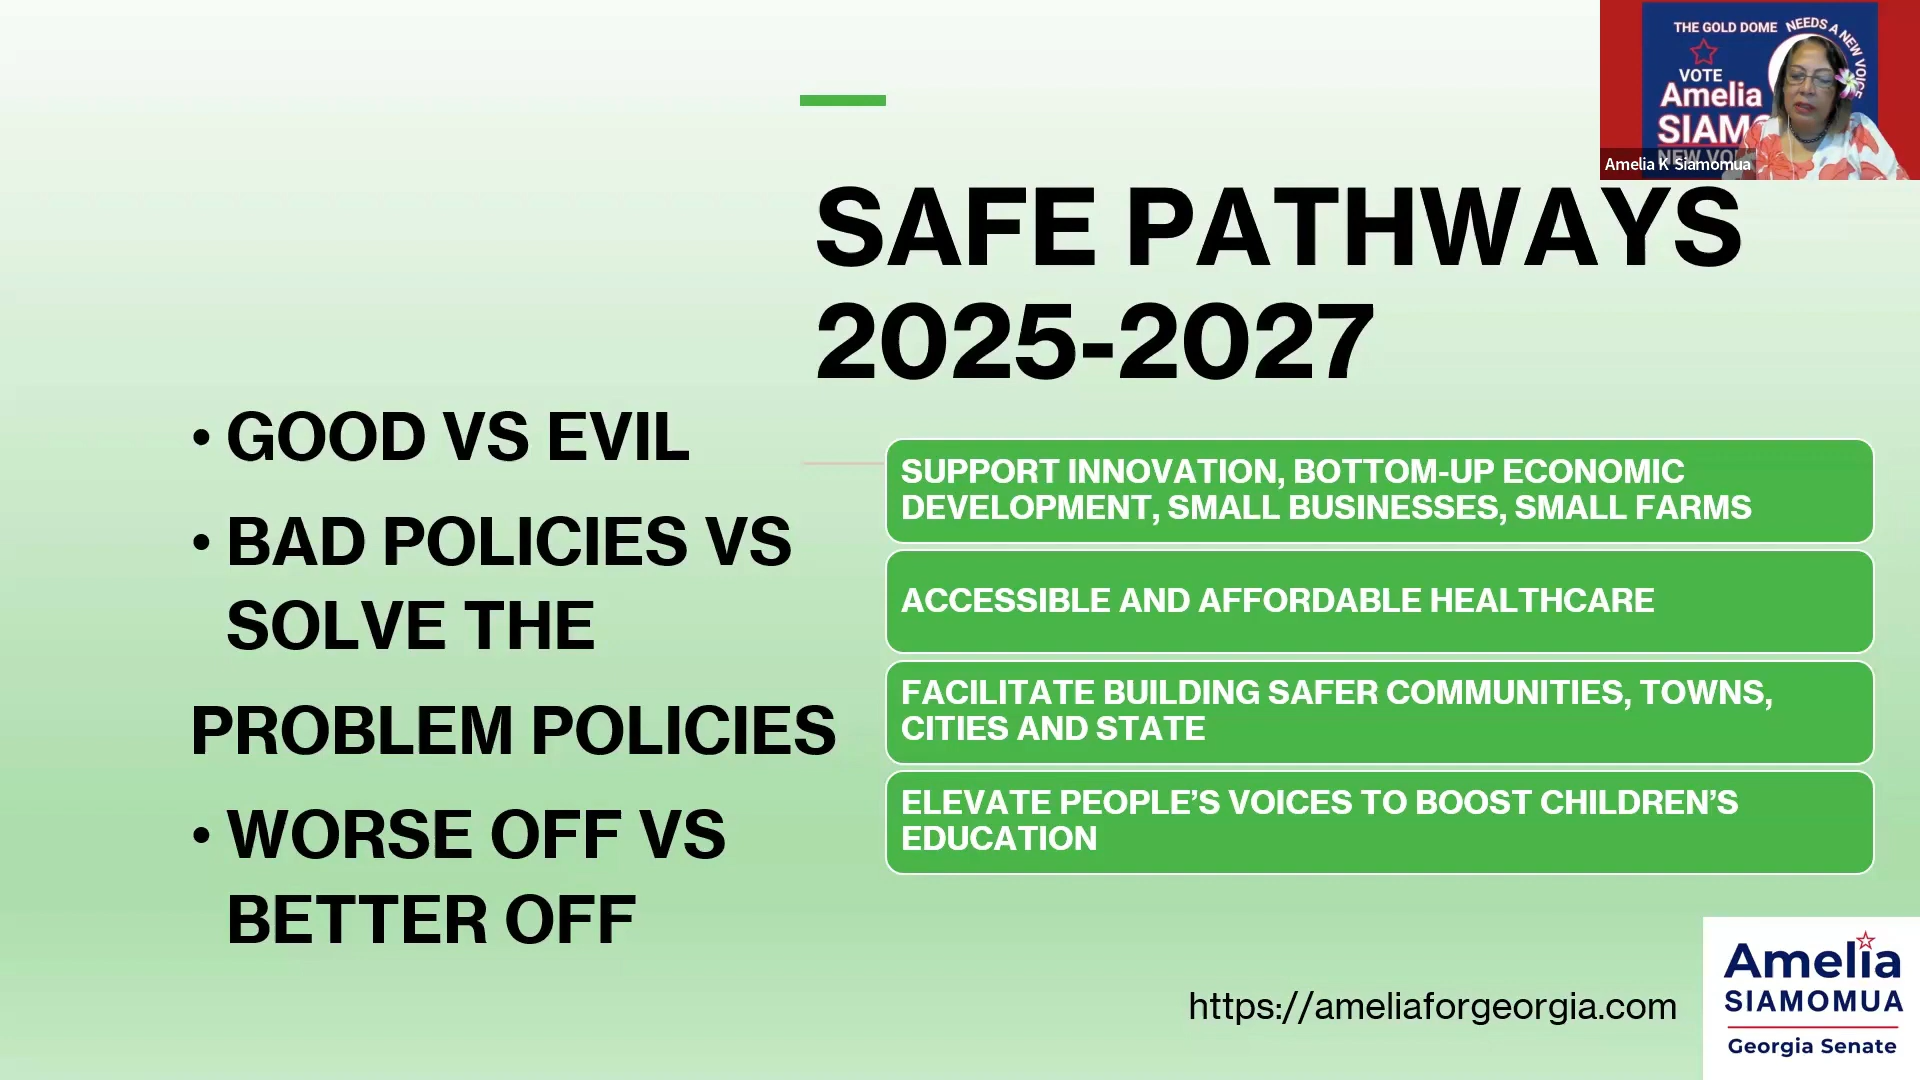 THE GOLD DOME NEEDS A NEW VOICE
VOTE
Amelia
Amelia K Siamomua
SAFE PATHWAYS
2025-2027
• GOOD VS EVIL
• BAD POLICIES VS
SOLVE THE
PROBLEM POLICIES
• WORSE OFF VS
BETTER OFF
SUPPORT INNOVATION, BOTTOM-UP ECONOMIC
DEVELOPMENT, SMALL BUSINESSES, SMALL FARMS
ACCESSIBLE AND AFFORDABLE HEALTHCARE
FACILITATE BUILDING SAFER COMMUNITIES, TOWNS,
CITIES AND STATE
ELEVATE PEOPLE’S VOICES TO BOOST CHILDREN’S
EDUCATION
https://ameliaforgeorgia.com
Amelia
SIAMOMUA
Georgia Senate